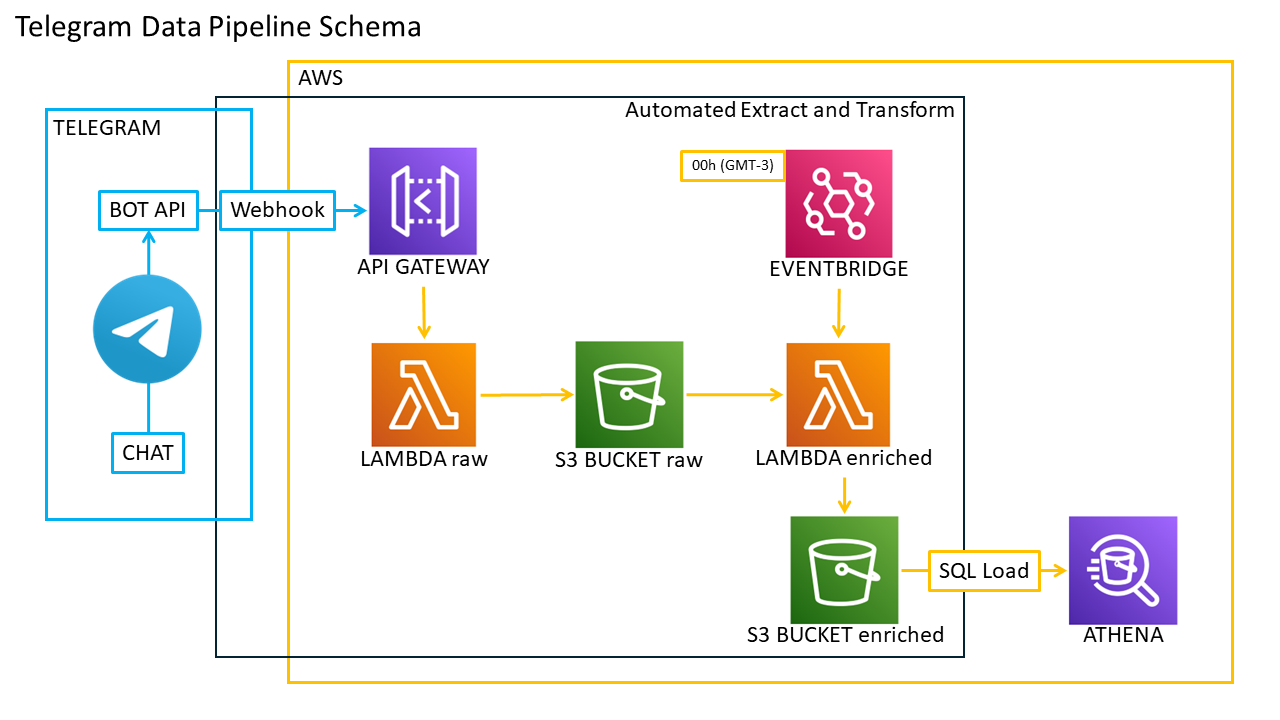 Telegram Data Pipeline Schema
AWS
Automated Extract and Transform
TELEGRAM
00h (GMT-3)
BOT API
Webhook
API GATEWAY
EVENTBRIDGE
CHAT
LAMBDA raw
S3 BUCKET raw
LAMBDA enriched
SQL Load
S3 BUCKET enriched
ATHENA